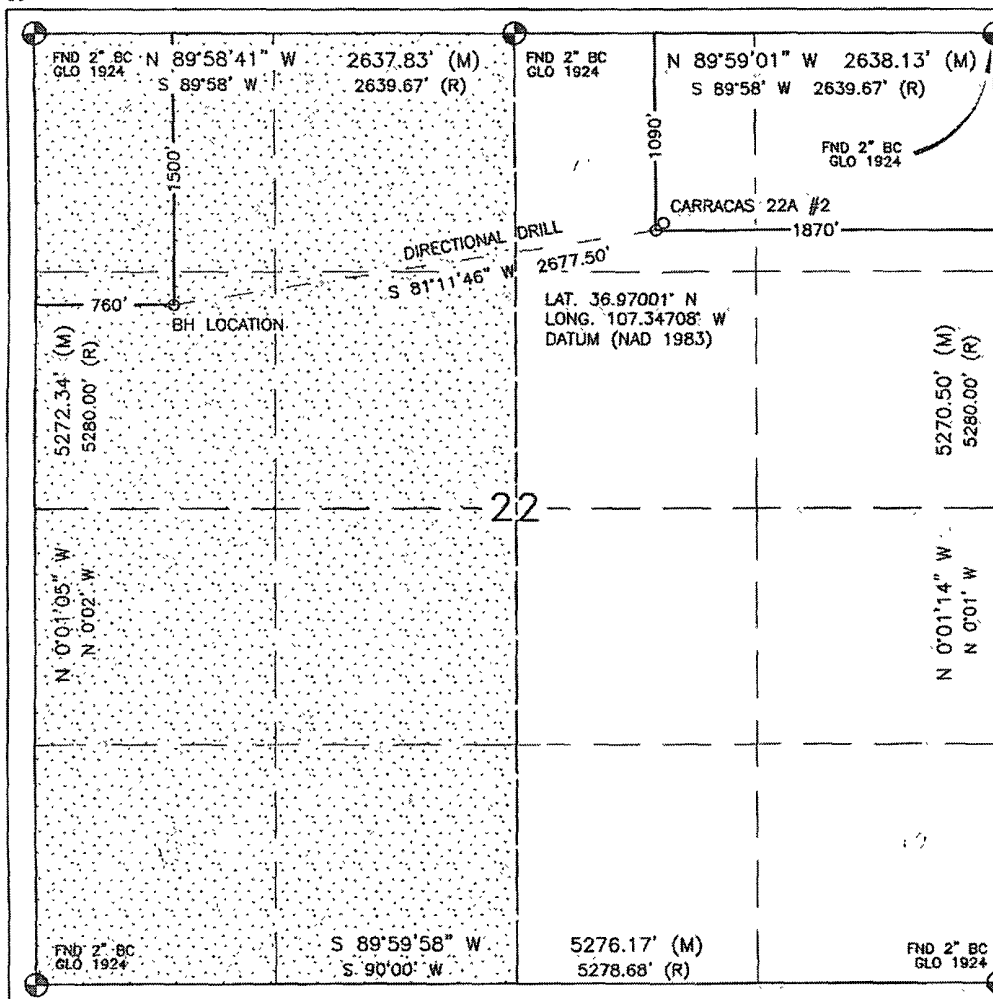 FND 2" BC
GLO 1924
N 89°58'41" W 2637.83' (M)
S 89°58' W 2639.67' (R)
FND 2" BC
GLO 1924
N 89°59'01" W 2638.13' (M)
S 89°58' W 2639.67' (R)
FND 2" BC
GLO 1924
1500'
1090'
CARRACAS 22A #2
1870'
DIRECTIONAL DRILL
S 81°11'46" W 2677.50'
760'
BH LOCATION
LAT. 36.97001° N
LONG. 107.34708° W
DATUM (NAD 1983)
5272.34' (M)
5280.00' (R)
5270.50' (M)
5280.00' (R)
22
N 0°01'05" W
N 0°02' W
N 0°01'14" W
N 0°01' W
FND 2" BC
GLO 1924
S 89°59'58" W 5276.17' (M)
S 90°00' W 5278.68' (R)
FND 2" BC
GLO 1924